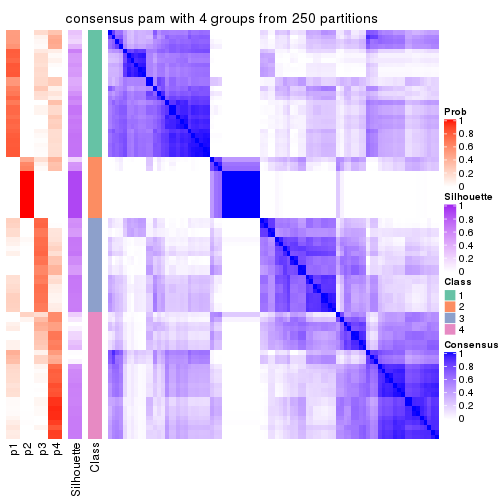 consensus pam with 4 groups from 250 partitions
Prob
1
0.8
0.6
0.4
0.2
0
Silhouette
1
0.8
0.6
0.4
0.2
0
Class
1
2
3
4
Consensus
1
0.8
0.6
0.4
0.2
0
p1
p2
p3
p4
Silhouette
Class